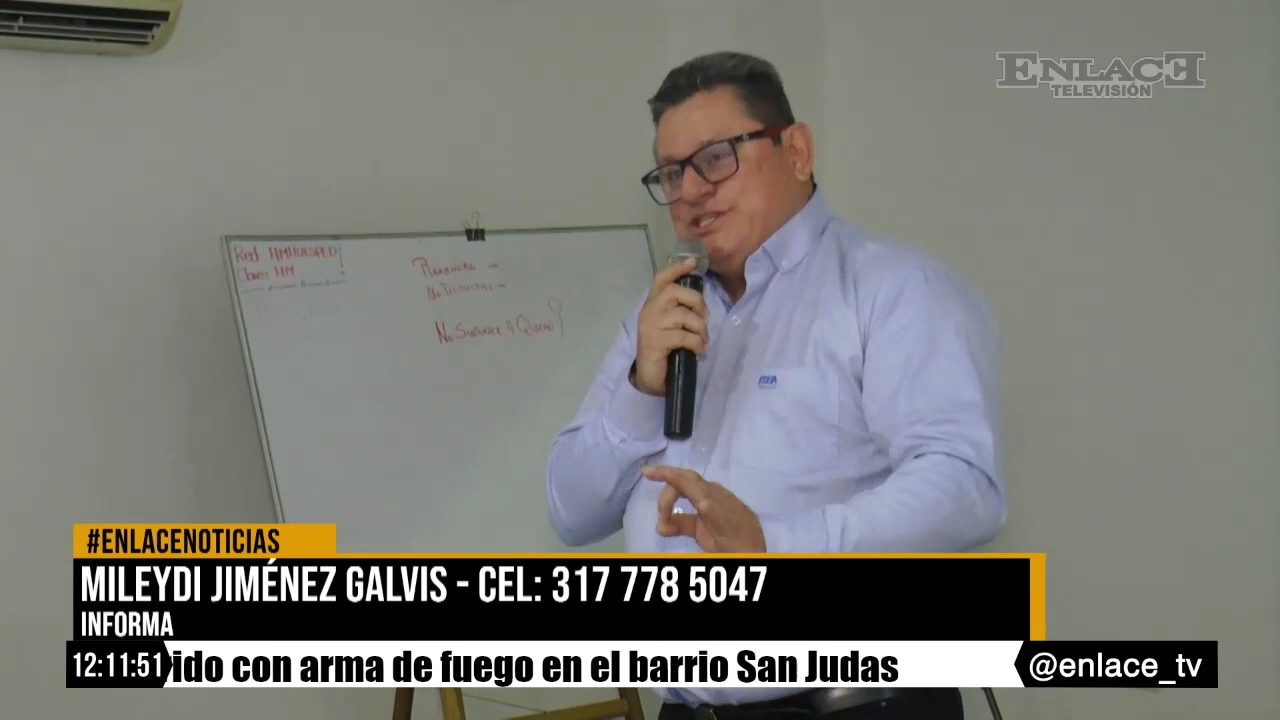 ENLACE
TELEVISIÓN
Red
#ENLACENOTICIAS
MILEYDI JIMÉNEZ GALVIS - CEL: 317 778 5047
INFORMA
12:11:51
ido con arma de fuego en el barrio San Judas
@enlace_tv